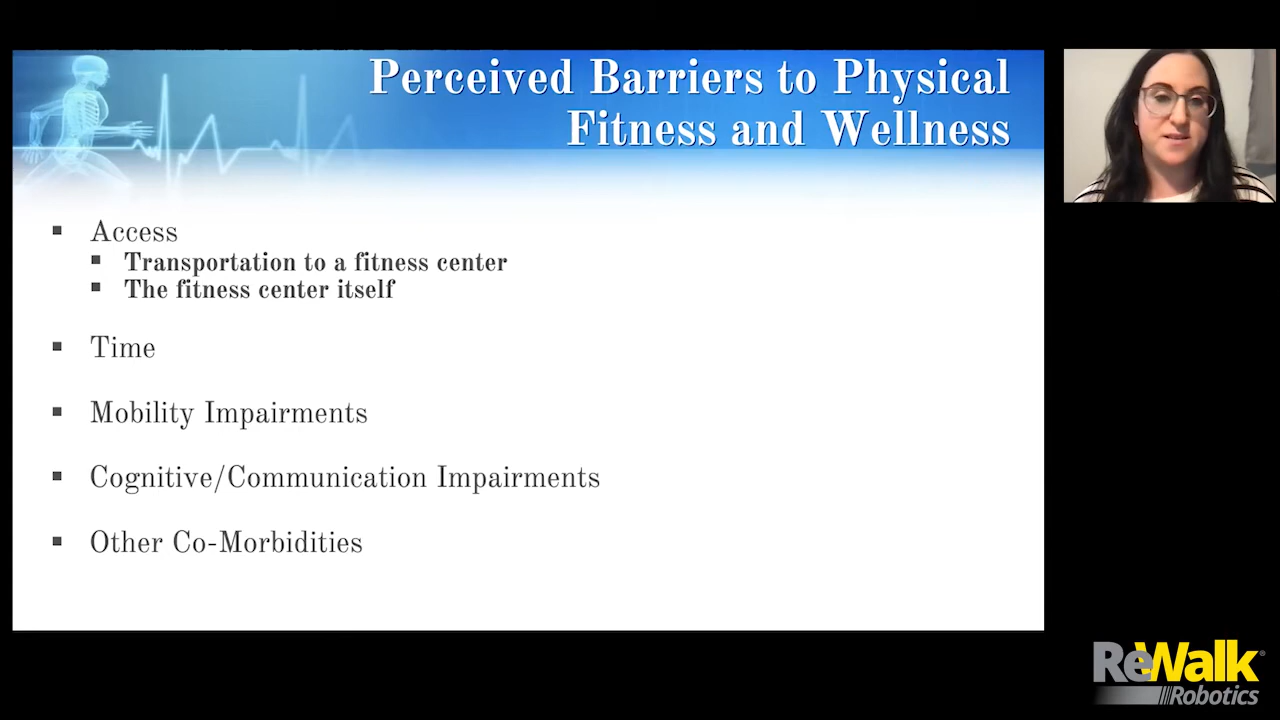 Perceived Barriers to Physical
Fitness and Wellness
Access
Transportation to a fitness center
The fitness center itself
Time
Mobility Impairments
Cognitive/Communication Impairments
Other Co-Morbidities
ReWalk®
Robotics